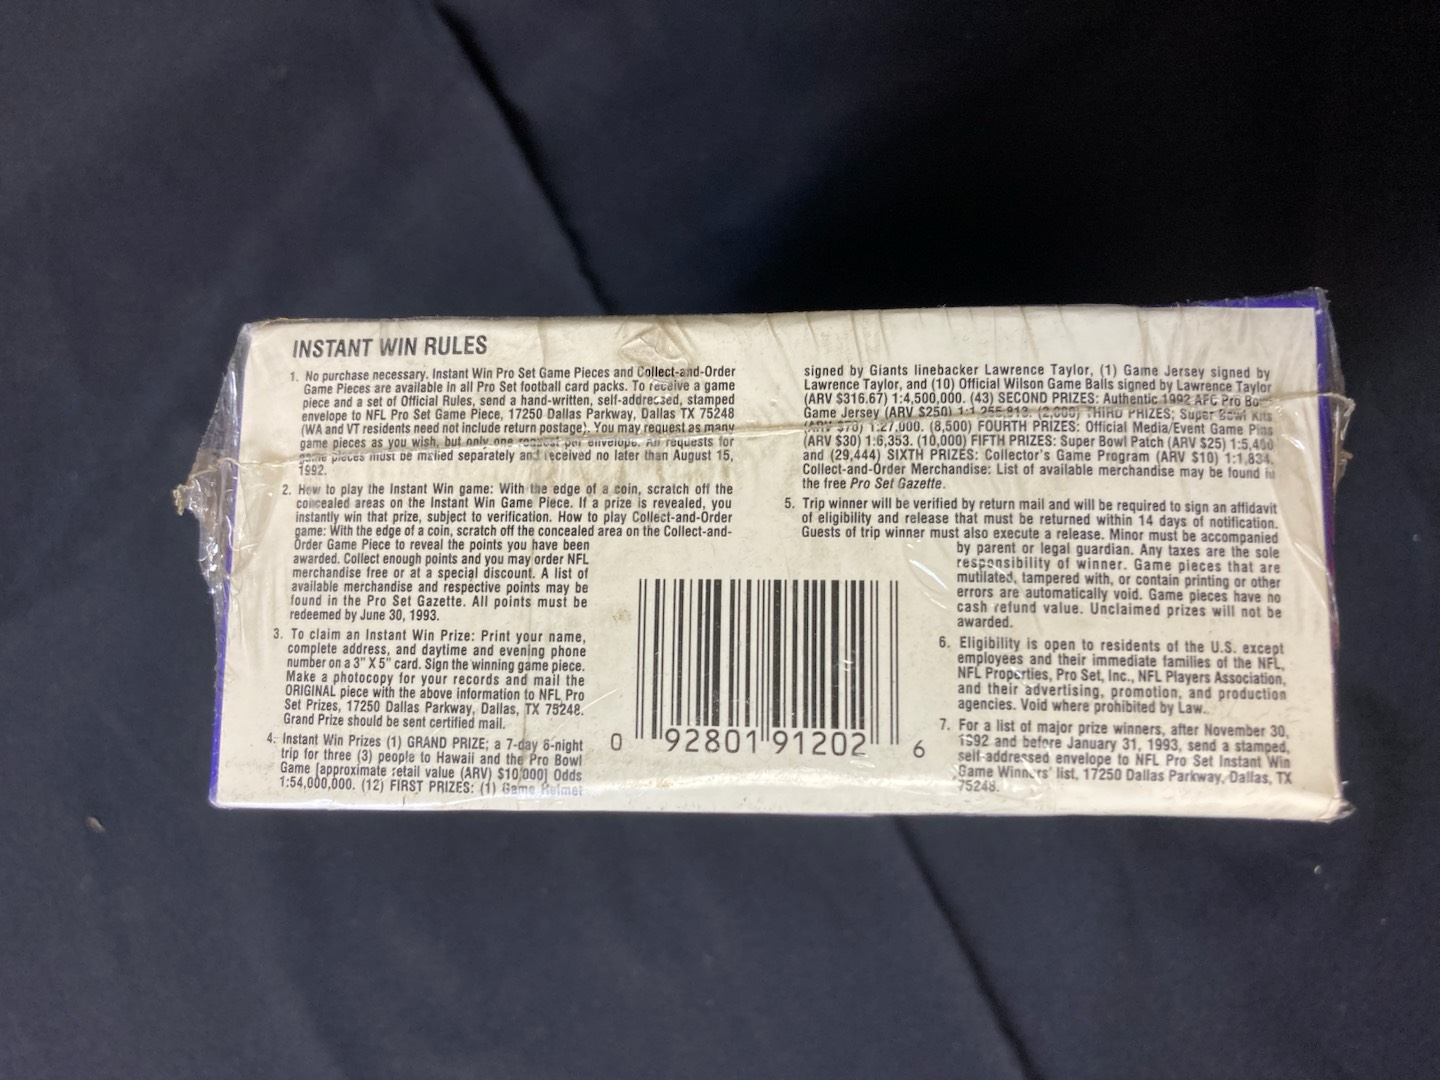 INSTANT WIN RULES
1. No purchase necessary. Instant Win Pro Set Game Pieces and Collect-and-Order
Game Pieces are available in all Pro Set football card packs. To receive a game
piece and a set of Official Rules, send a hand-written, self-addressed, stamped
envelope to NFL Pro Set Game Piece, 17250 Dallas Parkway, Dallas TX 75248
(WA and VT residents need not include return postage). You may request as many
game pieces as you wish, but only one request per envelope. All requests for
game pieces must be mailed separately and received no later than August 15,
1992.
2. How to play the Instant Win game: With the edge of a coin, scratch off the
concealed areas on the Instant Win Game Piece. If a prize is revealed, you
instantly win that prize, subject to verification. How to play Collect-and-Order
game: With the edge of a coin, scratch off the concealed area on the Collect-and-
Order Game Piece to reveal the points you have been
awarded. Collect enough points and you may order NFL
merchandise free or at a special discount. A list of
available merchandise and respective points may be
found in the Pro Set Gazette. All points must be
redeemed by June 30, 1993.
3. To claim an Instant Win Prize: Print your name,
complete address, and daytime and evening phone
number on a 3" X 5" card. Sign the winning game piece.
Make a photocopy for your records and mail the
ORIGINAL piece with the above information to NFL Pro
Set Prizes, 17250 Dallas Parkway, Dallas, TX 75248.
Grand Prize should be sent certified mail.
4. Instant Win Prizes (1) GRAND PRIZE; a 7-day 6-night
trip for three (3) people to Hawaii and the Pro Bowl
Game [approximate retail value (ARV) $10,000] Odds
1:54,000,000. (12) FIRST PRIZES: (1) Game Helmet
signed by Giants linebacker Lawrence Taylor, (1) Game Jersey signed by
Lawrence Taylor, and (10) Official Wilson Game Balls signed by Lawrence Taylor
(ARV $316.67) 1:4,500,000. (43) SECOND PRIZES: Authentic 1992 AFC Pro Bowl
Game Jersey (ARV $250) 1:1,255,813. (2,000) THIRD PRIZES: Super Bowl Kits
(ARV $75) 1:27,000. (8,500) FOURTH PRIZES: Official Media/Event Game Pins
(ARV $30) 1:6,353. (10,000) FIFTH PRIZES: Super Bowl Patch (ARV $25) 1:5,400
and (29,444) SIXTH PRIZES: Collector's Game Program (ARV $10) 1:1,834.
Collect-and-Order Merchandise: List of available merchandise may be found in
the free Pro Set Gazette.
5. Trip winner will be verified by return mail and will be required to sign an affidavit
of eligibility and release that must be returned within 14 days of notification.
Guests of trip winner must also execute a release. Minor must be accompanied
by parent or legal guardian. Any taxes are the sole
responsibility of winner. Game pieces that are
mutilated, tampered with, or contain printing or other
errors are automatically void. Game pieces have no
cash refund value. Unclaimed prizes will not be
awarded.
6. Eligibility is open to residents of the U.S. except
employees and their immediate families of the NFL,
NFL Properties, Pro Set, Inc., NFL Players Association,
and their advertising, promotion, and production
agencies. Void where prohibited by Law.
7. For a list of major prize winners, after November 30,
1992 and before January 31, 1993, send a stamped,
self-addressed envelope to NFL Pro Set Instant Win
Game Winners' list, 17250 Dallas Parkway, Dallas, TX
75248.
0 92801 91202 6